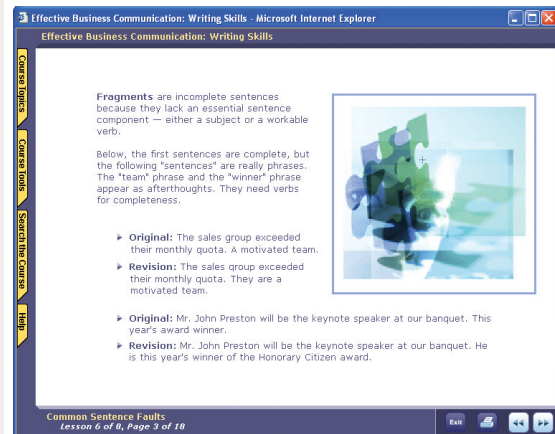 Effective Business Communication: Writing Skills - Microsoft Internet Explorer
Effective Business Communication: Writing Skills
Course Topics
Course Tools
Search the Course
Help
Fragments are incomplete sentences
because they lack an essential sentence
component — either a subject or a workable
verb.
Below, the first sentences are complete, but
the following "sentences" are really phrases.
The "team" phrase and the "winner" phrase
appear as afterthoughts. They need verbs
for completeness.
Original: The sales group exceeded
their monthly quota. A motivated team.
Revision: The sales group exceeded
their monthly quota. They are a
motivated team.
Original: Mr. John Preston will be the keynote speaker at our banquet. This
year's award winner.
Revision: Mr. John Preston will be the keynote speaker at our banquet. He
is this year's winner of the Honorary Citizen award.
Common Sentence Faults
Lesson 6 of 8, Page 3 of 18
Exit